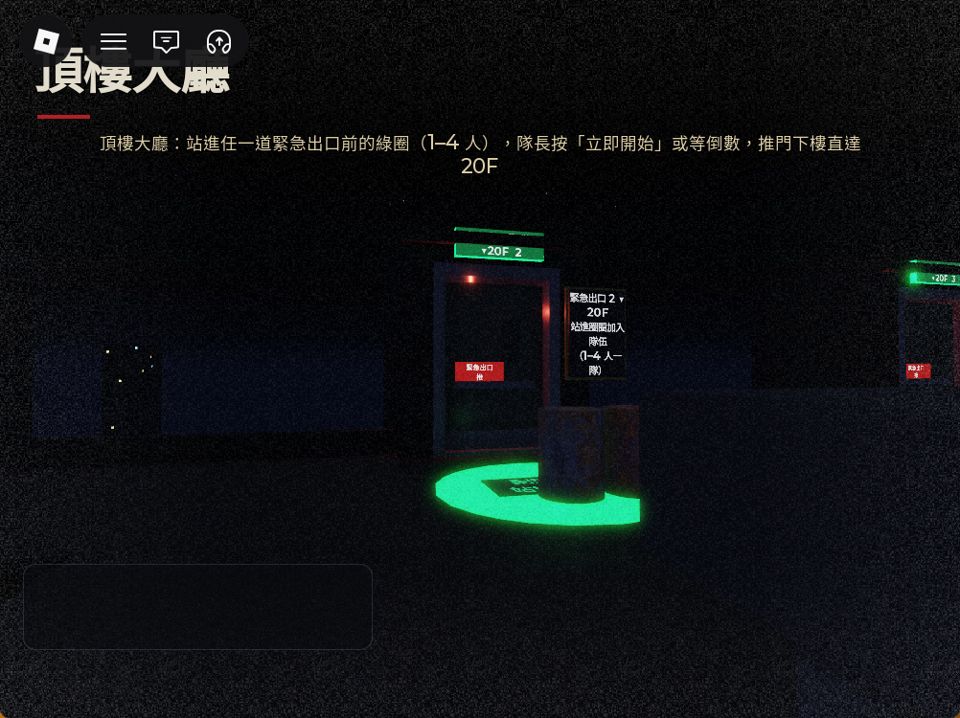 頂樓大廳
頂樓大廳：站進任一道緊急出口前的綠圈（1–4 人），隊長按「立即開始」或等倒數，推門下樓直達
20F
▼20F 2
▼20F 3
緊急出口 2 ▼
20F
站進圈圈加入
隊伍
（1–4 人一
隊）
緊急出口
推